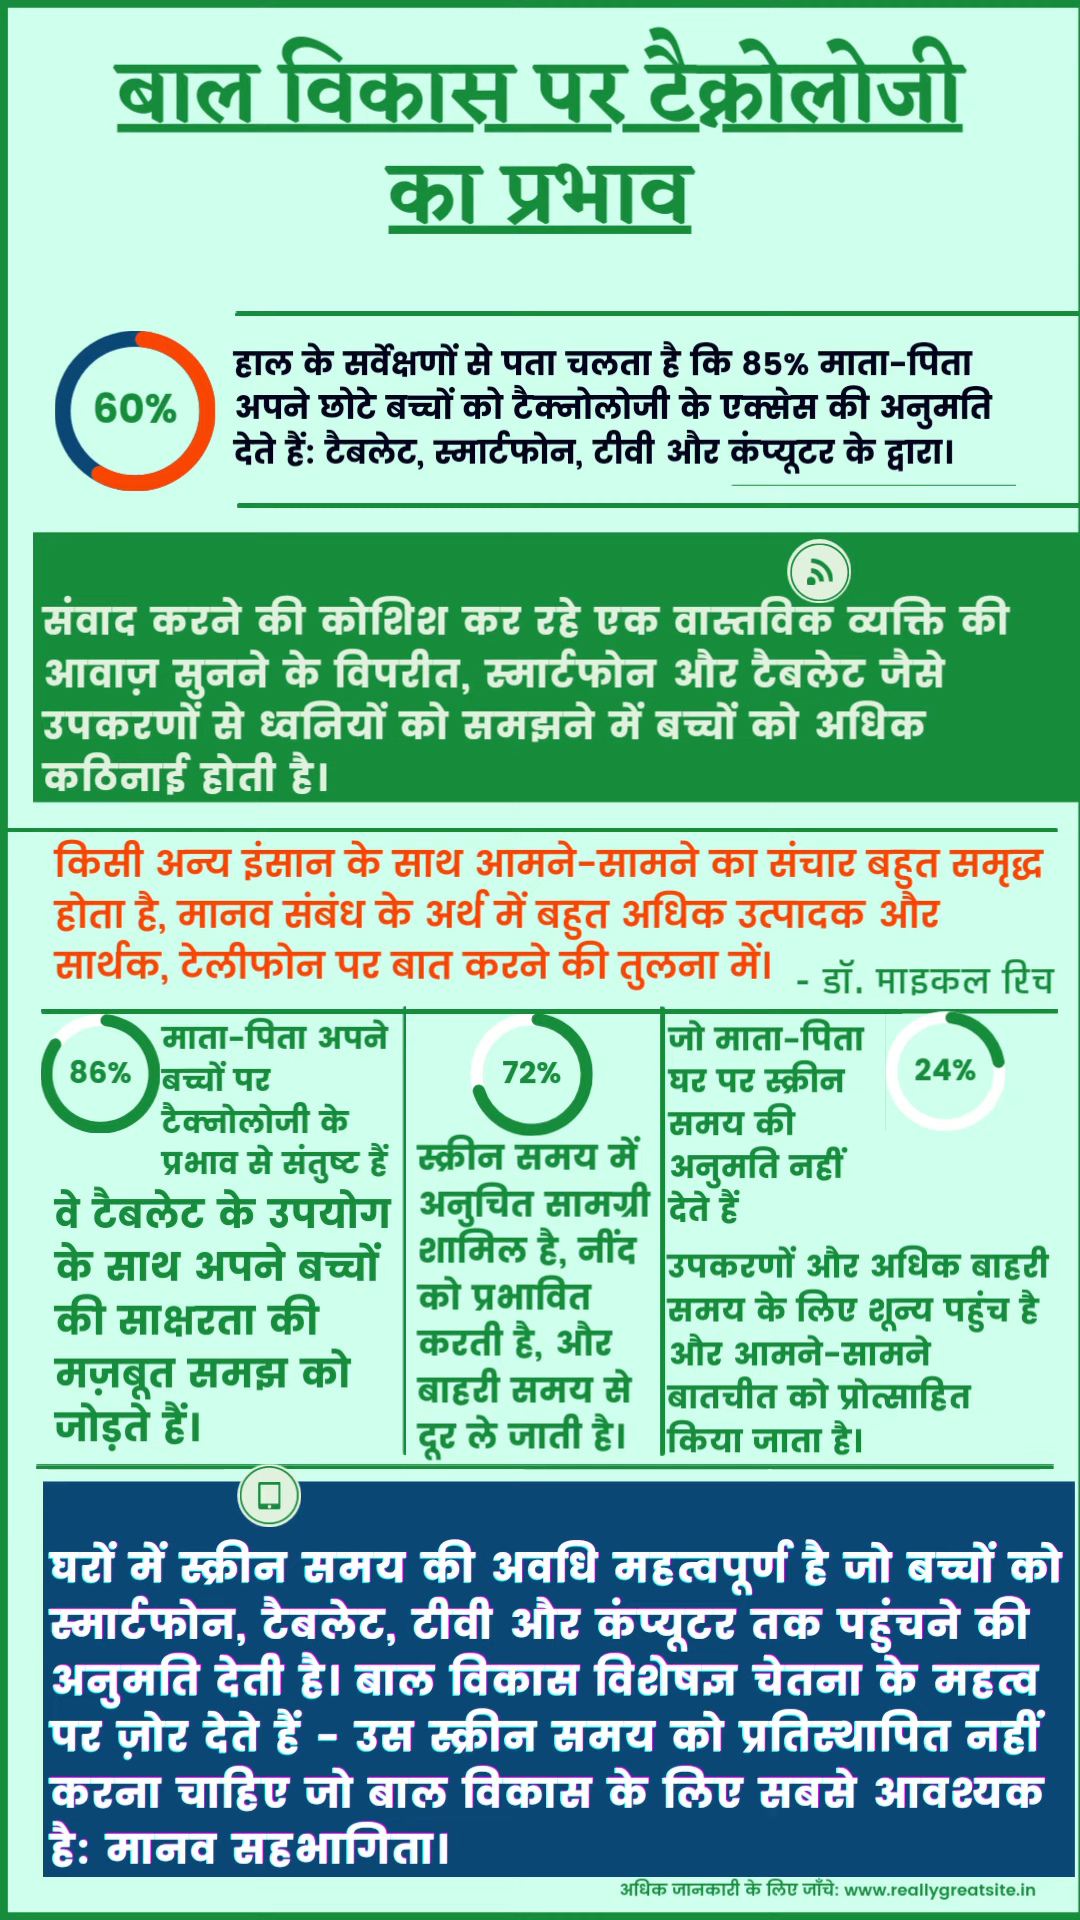 बाल विकास पर टैक्नोलोजी
का प्रभाव
60%
हाल के सर्वेक्षणों से पता चलता है कि 85% माता-पिता
अपने छोटे बच्चों को टैक्नोलोजी के एक्सेस की अनुमति
देते हैं: टैबलेट, स्मार्टफोन, टीवी और कंप्यूटर के द्वारा।
संवाद करने की कोशिश कर रहे एक वास्तविक व्यक्ति की
आवाज़ सुनने के विपरीत, स्मार्टफोन और टैबलेट जैसे
उपकरणों से ध्वनियों को समझने में बच्चों को अधिक
कठिनाई होती है।
किसी अन्य इंसान के साथ आमने-सामने का संचार बहुत समृद्ध
होता है, मानव संबंध के अर्थ में बहुत अधिक उत्पादक और
सार्थक, टेलीफोन पर बात करने की तुलना में।
- डॉ. माइकल रिच
86%
माता-पिता अपने
बच्चों पर
टैक्नोलोजी के
प्रभाव से संतुष्ट हैं
वे टैबलेट के उपयोग
के साथ अपने बच्चों
की साक्षरता की
मज़बूत समझ को
जोड़ते हैं।
72%
स्क्रीन समय में
अनुचित सामग्री
शामिल है, नींद
को प्रभावित
करती है, और
बाहरी समय से
दूर ले जाती है।
जो माता-पिता
घर पर स्क्रीन
समय की
अनुमति नहीं
देते हैं
24%
उपकरणों और अधिक बाहरी
समय के लिए शून्य पहुंच है
और आमने-सामने
बातचीत को प्रोत्साहित
किया जाता है।
घरों में स्क्रीन समय की अवधि महत्वपूर्ण है जो बच्चों को
स्मार्टफोन, टैबलेट, टीवी और कंप्यूटर तक पहुंचने की
अनुमति देती है। बाल विकास विशेषज्ञ चेतना के महत्व
पर ज़ोर देते हैं - उस स्क्रीन समय को प्रतिस्थापित नहीं
करना चाहिए जो बाल विकास के लिए सबसे आवश्यक
है: मानव सहभागिता।
अधिक जानकारी के लिए जाँचे: www.reallygreatsite.in